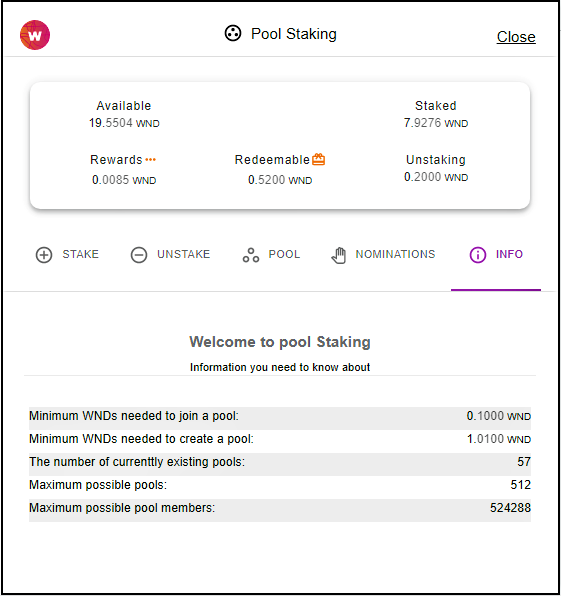 W
Pool Staking
Close
Available
Staked
19.5504 WND
7.9276 WND
Rewards
Redeemable
Unstaking
0.0085 WND
0.5200 WND
0.2000 WND
STAKE
UNSTAKE
POOL
NOMINATIONS
INFO
Welcome to pool Staking
Information you need to know about
Minimum WNDs needed to join a pool: 0.1000 WND
Minimum WNDs needed to create a pool: 1.0100 WND
The number of currenttly existing pools: 57
Maximum possible pools: 512
Maximum possible pool members: 524288